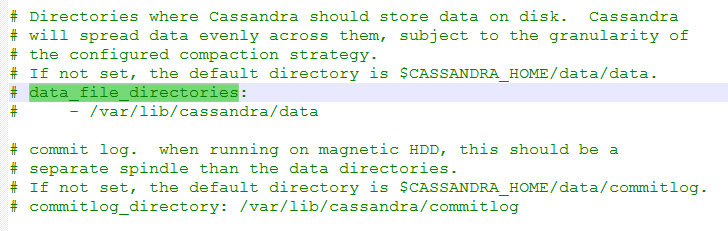 # Directories where Cassandra should store data on disk.  Cassandra
# will spread data evenly across them, subject to the granularity of
# the configured compaction strategy.
# If not set, the default directory is $CASSANDRA_HOME/data/data.
# data_file_directories:
#     - /var/lib/cassandra/data

# commit log.  when running on magnetic HDD, this should be a
# separate spindle than the data directories.
# If not set, the default directory is $CASSANDRA_HOME/data/commitlog.
# commitlog_directory: /var/lib/cassandra/commitlog